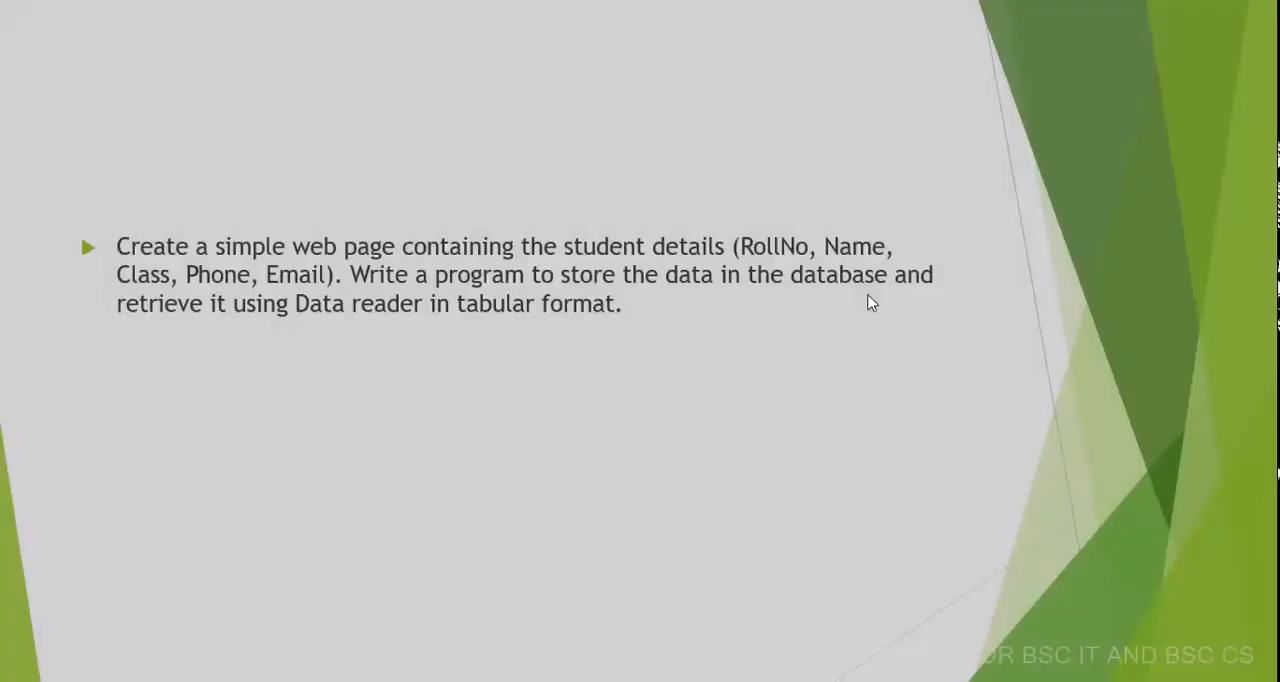 Create a simple web page containing the student details (RollNo, Name,
Class, Phone, Email). Write a program to store the data in the database and
retrieve it using Data reader in tabular format.
BSC IT AND BSC CS